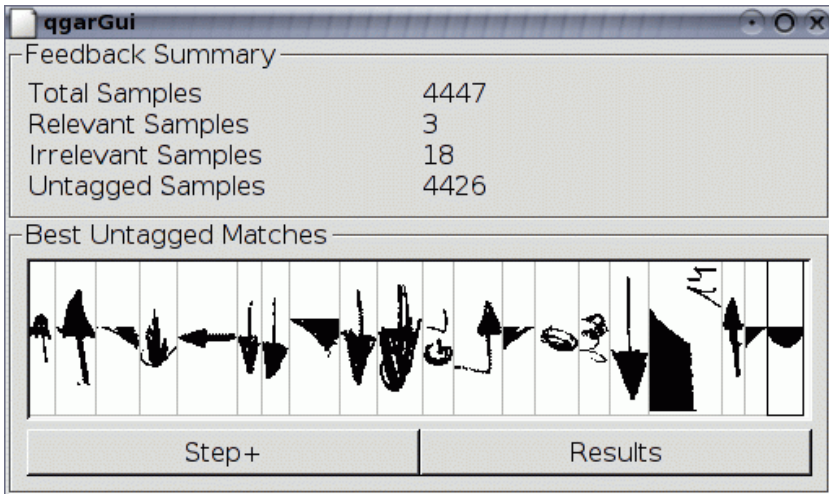 qgarGui
Feedback Summary
Total Samples 4447
Relevant Samples 3
Irrelevant Samples 18
Untagged Samples 4426
Best Untagged Matches
Step+ Results